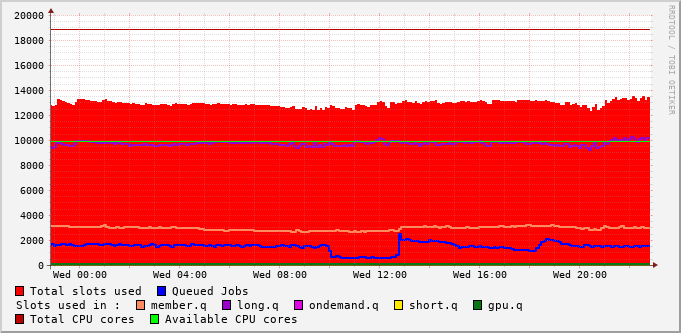 20000
18000
16000
14000
12000
10000
8000
6000
4000
2000
0
Wed 00:00 Wed 04:00 Wed 08:00 Wed 12:00 Wed 16:00 Wed 20:00
Total slots used Queued Jobs
Slots used in : member.q long.q ondemand.q short.q gpu.q
Total CPU cores Available CPU cores
RRDTOOL / TOBI OETIKER